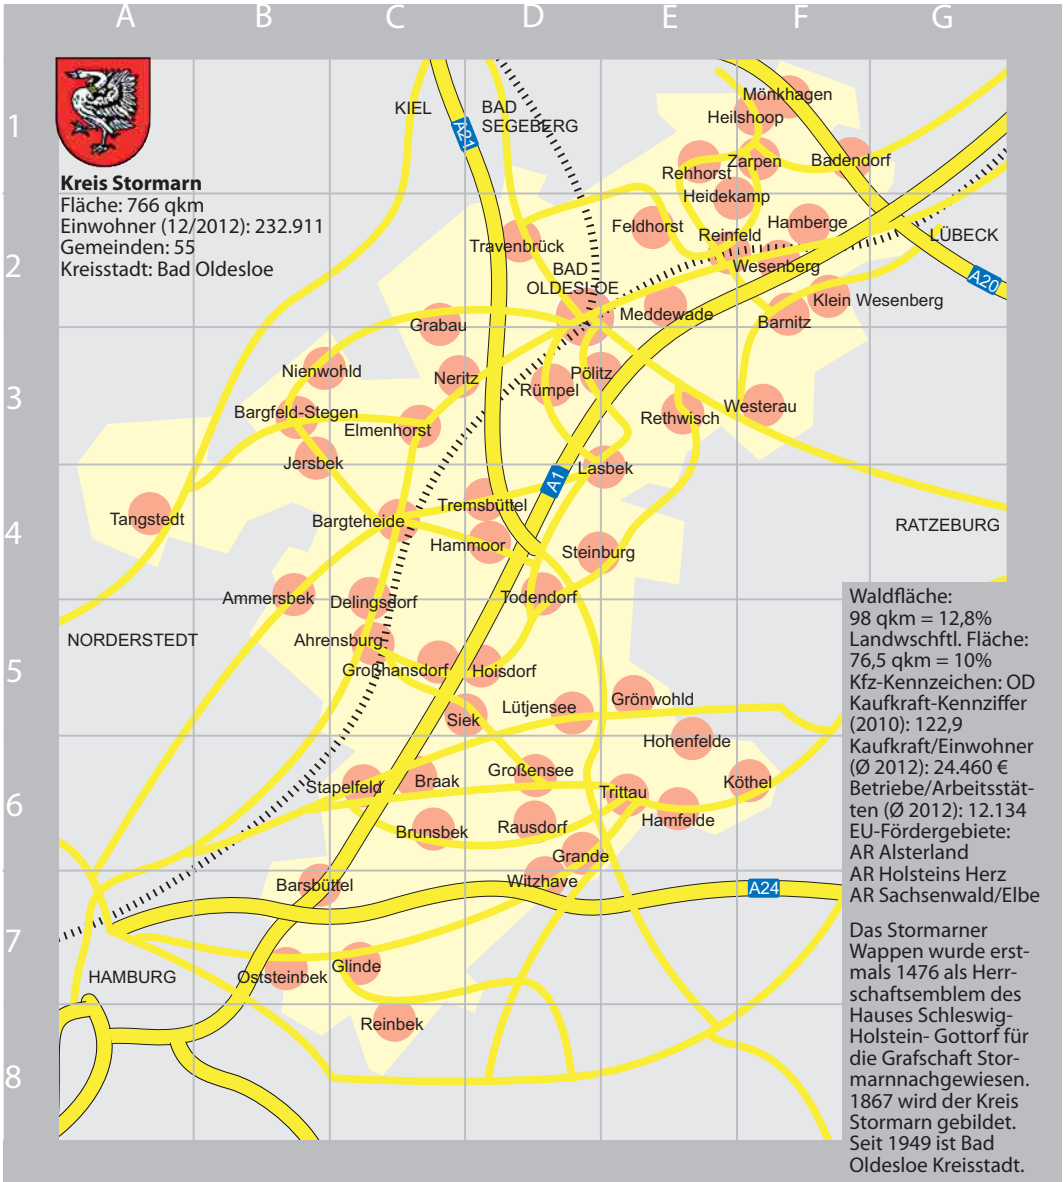 A B C D E F G
1
2
3
4
5
6
7
8
Kreis Stormarn
Fläche: 766 qkm
Einwohner (12/2012): 232.911
Gemeinden: 55
Kreisstadt: Bad Oldesloe
KIEL
A21
BAD
SEGEBERG
Mönkhagen
Heilshoop
Rehhorst
Zarpen
Badendorf
Heidekamp
Feldhorst
Reinfeld
Hamberge
LÜBECK
Travenbrück
Wesenberg
A20
BAD
OLDESLOE
Meddewade
Klein Wesenberg
Barnitz
Grabau
Nienwohld
Neritz
Rümpel
Pölitz
Bargfeld-Stegen
Elmenhorst
Rethwisch
Westerau
Jersbek
Lasbek
A1
Tangstedt
Bargteheide
Tremsbüttel
RATZEBURG
Hammoor
Steinburg
Ammersbek
Delingsdorf
Todendorf
NORDERSTEDT
Ahrensburg
Großhansdorf
Hoisdorf
Siek
Lütjensee
Grönwohld
Hohenfelde
Stapelfeld
Braak
Großensee
Trittau
Köthel
Brunsbek
Rausdorf
Hamfelde
Grande
Barsbüttel
Witzhave
A24
HAMBURG
Oststeinbek
Glinde
Reinbek
Waldfläche:
98 qkm = 12,8%
Landwschftl. Fläche:
76,5 qkm = 10%
Kfz-Kennzeichen: OD
Kaufkraft-Kennziffer
(2010): 122,9
Kaufkraft/Einwohner
(Ø 2012): 24.460 €
Betriebe/Arbeitsstät-
ten (Ø 2012): 12.134
EU-Fördergebiete:
AR Alsterland
AR Holsteins Herz
AR Sachsenwald/Elbe
Das Stormarner
Wappen wurde erst-
mals 1476 als Herr-
schaftsemblem des
Hauses Schleswig-
Holstein- Gottorf für
die Grafschaft Stor-
marnnachgewiesen.
1867 wird der Kreis
Stormarn gebildet.
Seit 1949 ist Bad
Oldesloe Kreisstadt.